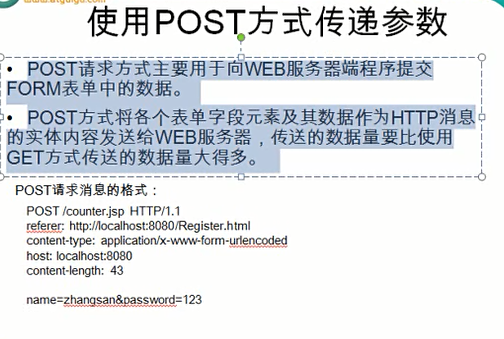 使用POST方式传递参数
• POST请求方式主要用于向WEB服务器端程序提交
FORM表单中的数据。
• POST方式将各个表单字段元素及其数据作为HTTP消息
的实体内容发送给WEB服务器，传送的数据量要比使用
GET方式传送的数据量大得多。
POST请求消息的格式：
POST /counter.jsp HTTP/1.1
referer: http://localhost:8080/Register.html
content-type: application/x-www-form-urlencoded
host: localhost:8080
content-length: 43
name=zhangsan&password=123